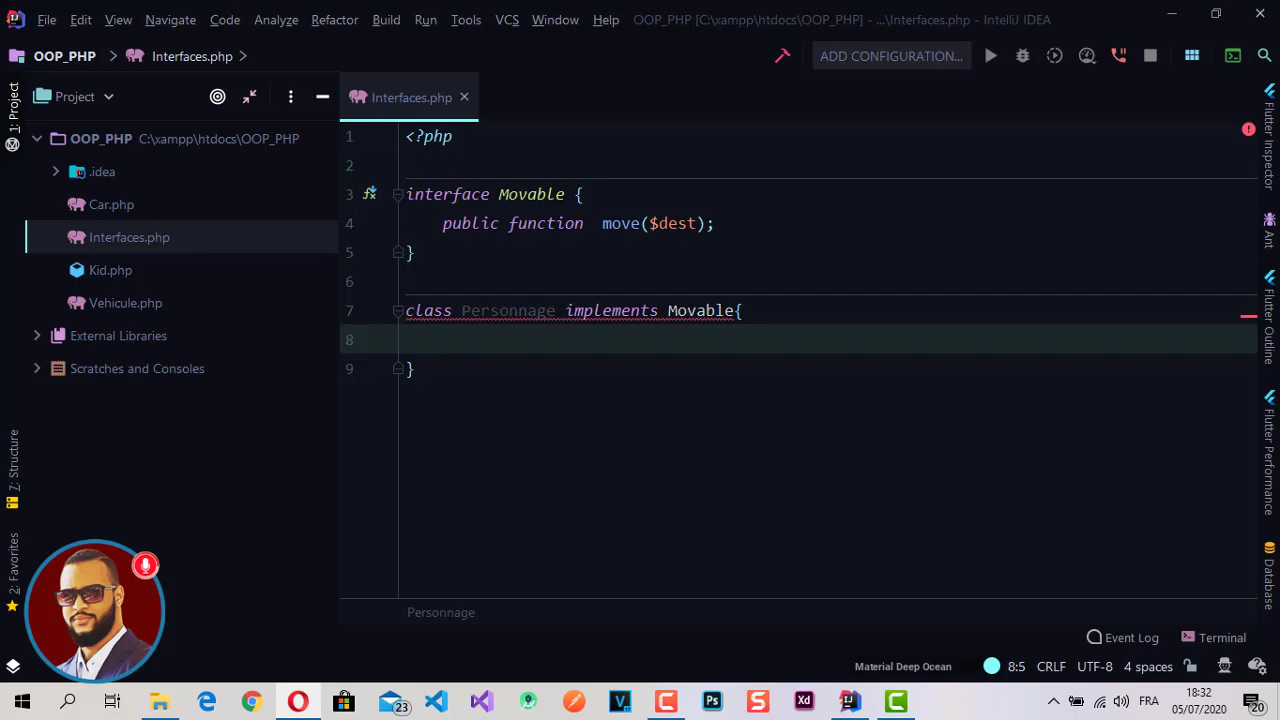 File Edit View Navigate Code Analyze Refactor Build Run Tools VCS Window Help OOP_PHP [C:\xampp\htdocs\OOP_PHP] - ...\Interfaces.php - IntelliJ IDEA
OOP_PHP Interfaces.php ADD CONFIGURATION...
1: Project
Project
Interfaces.php
OOP_PHP C:\xampp\htdocs\OOP_PHP
.idea
Car.php
Interfaces.php
Kid.php
Vehicule.php
External Libraries
Scratches and Consoles
1 <?php
2
3 interface Movable {
4 public function move($dest);
5 }
6
7 class Personnage implements Movable{
8
9 }
Personnage
7: Structure
2: Favorites
Flutter Inspector
Ant
Flutter Outline
Flutter Performance
Database
Event Log Terminal
Material Deep Ocean 8:5 CRLF UTF-8 4 spaces
23 Ps S Xd FRA 18:32
05/07/2020 20